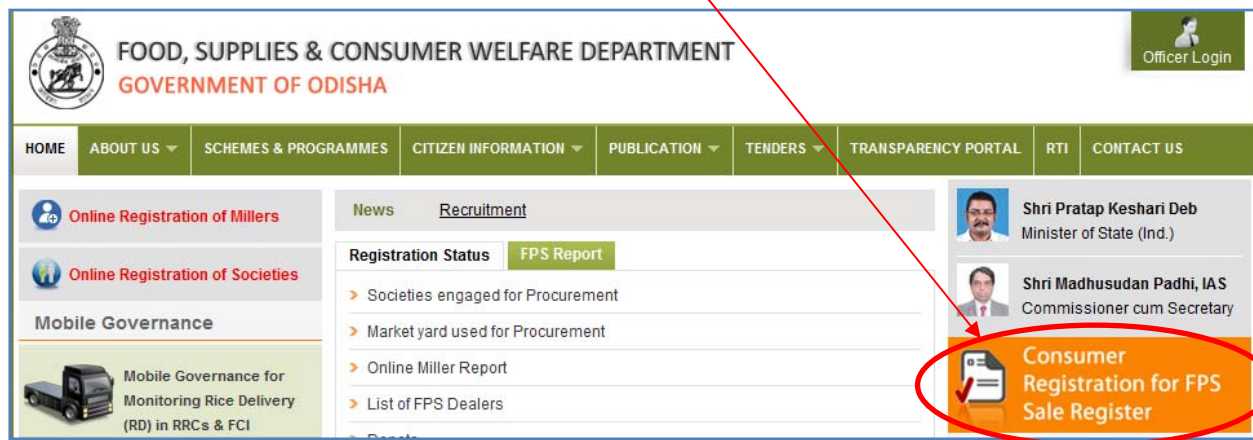 FOOD, SUPPLIES & CONSUMER WELFARE DEPARTMENT
GOVERNMENT OF ODISHA
Officer Login
HOME ABOUT US SCHEMES & PROGRAMMES CITIZEN INFORMATION PUBLICATION TENDERS TRANSPARENCY PORTAL RTI CONTACT US
Online Registration of Millers
Online Registration of Societies
Mobile Governance
Mobile Governance for
Monitoring Rice Delivery
(RD) in RRCs & FCI
News Recruitment
Registration Status FPS Report
Societies engaged for Procurement
Market yard used for Procurement
Online Miller Report
List of FPS Dealers
Shri Pratap Keshari Deb
Minister of State (Ind.)
Shri Madhusudan Padhi, IAS
Commissioner cum Secretary
Consumer
Registration for FPS
Sale Register